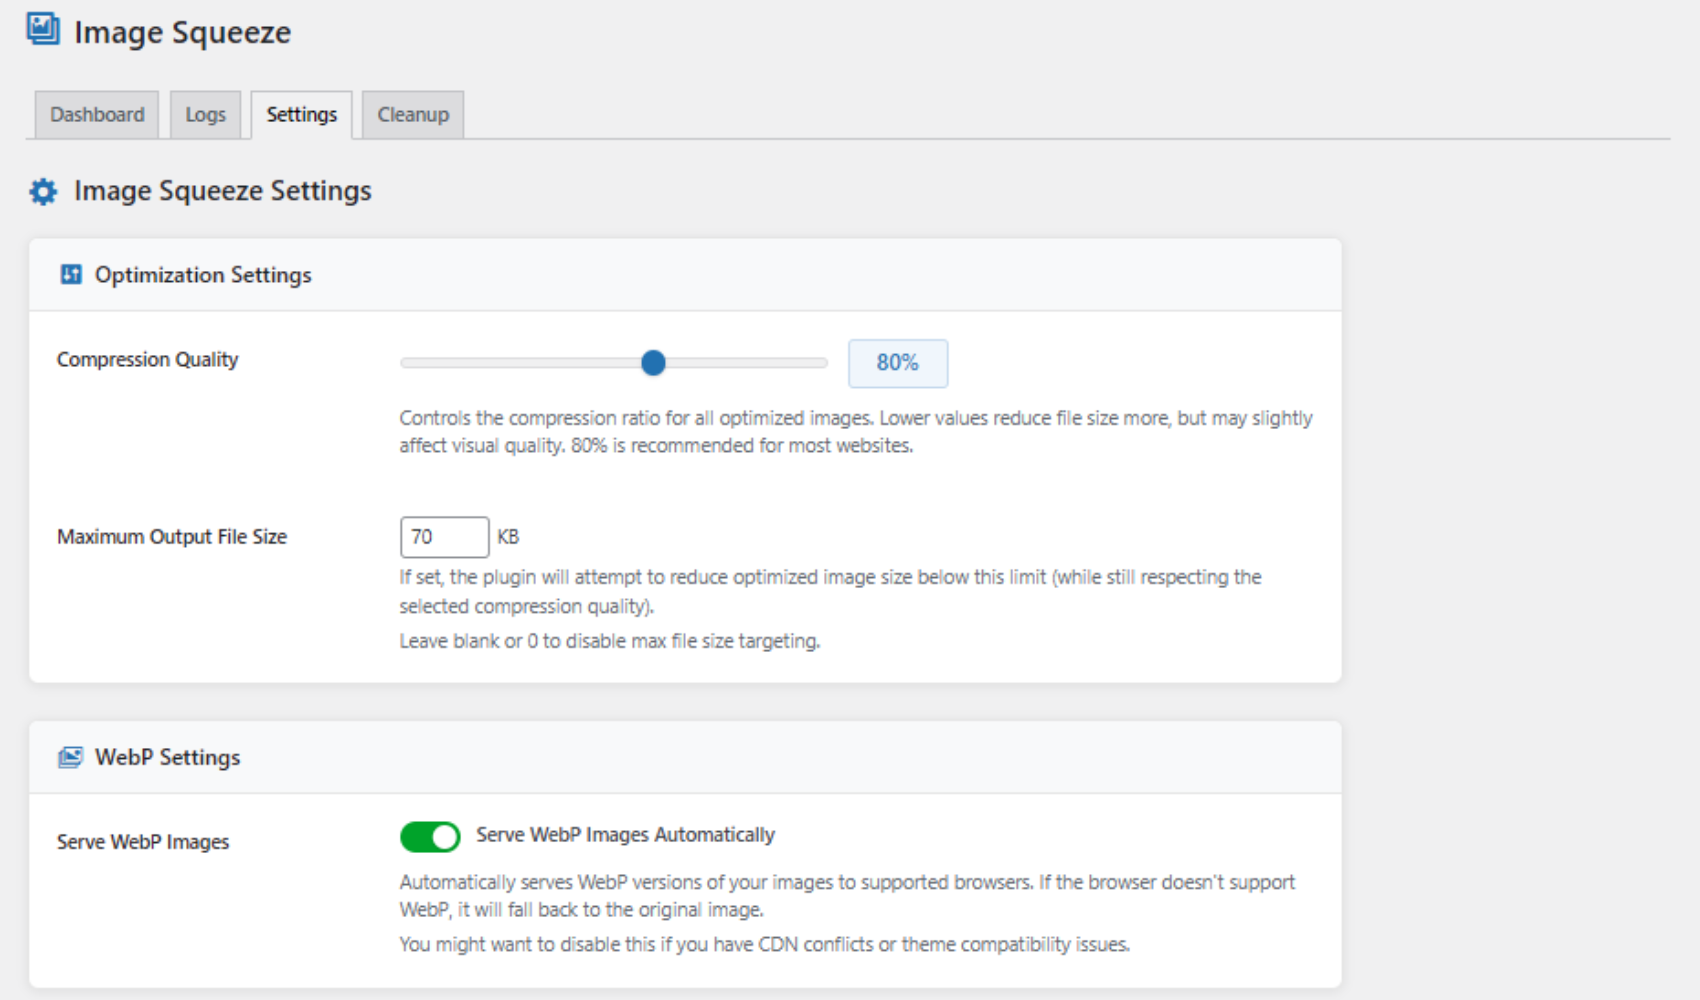 Image Squeeze
Dashboard
Logs
Settings
Cleanup
Image Squeeze Settings
Optimization Settings
Compression Quality
80%
Controls the compression ratio for all optimized images. Lower values reduce file size more, but may slightly
affect visual quality. 80% is recommended for most websites.
Maximum Output File Size
70 KB
If set, the plugin will attempt to reduce optimized image size below this limit (while still respecting the
selected compression quality).
Leave blank or 0 to disable max file size targeting.
WebP Settings
Serve WebP Images
Serve WebP Images Automatically
Automatically serves WebP versions of your images to supported browsers. If the browser doesn't support
WebP, it will fall back to the original image.
You might want to disable this if you have CDN conflicts or theme compatibility issues.